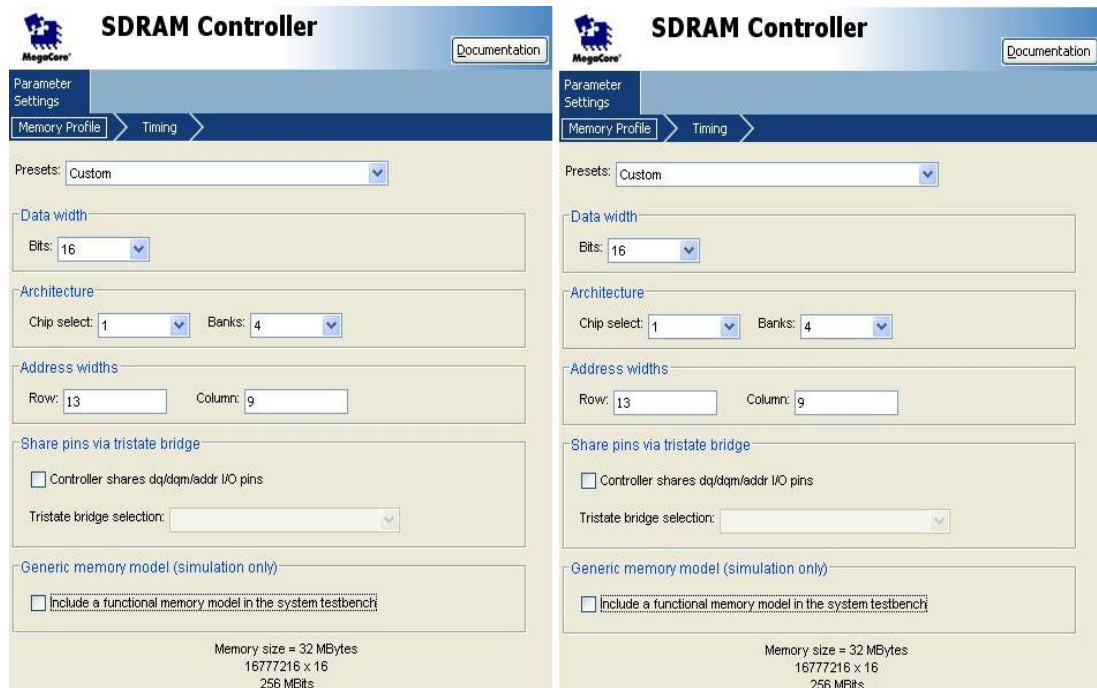 SDRAM Controller
MegaCore'
Documentation
Parameter
Settings
Memory Profile
Timing
Presets: Custom
Data width
Bits: 16
Architecture
Chip select: 1 Banks: 4
Address widths
Row: 13 Column: 9
Share pins via tristate bridge
Controller shares dq/dqm/addr I/O pins
Tristate bridge selection:
Generic memory model (simulation only)
Include a functional memory model in the system testbench
Memory size = 32 MBytes
16777216 x 16
256 MBits
SDRAM Controller
MegaCore'
Documentation
Parameter
Settings
Memory Profile
Timing
Presets: Custom
Data width
Bits: 16
Architecture
Chip select: 1 Banks: 4
Address widths
Row: 13 Column: 9
Share pins via tristate bridge
Controller shares dq/dqm/addr I/O pins
Tristate bridge selection:
Generic memory model (simulation only)
Include a functional memory model in the system testbench
Memory size = 32 MBytes
16777216 x 16
256 MBits